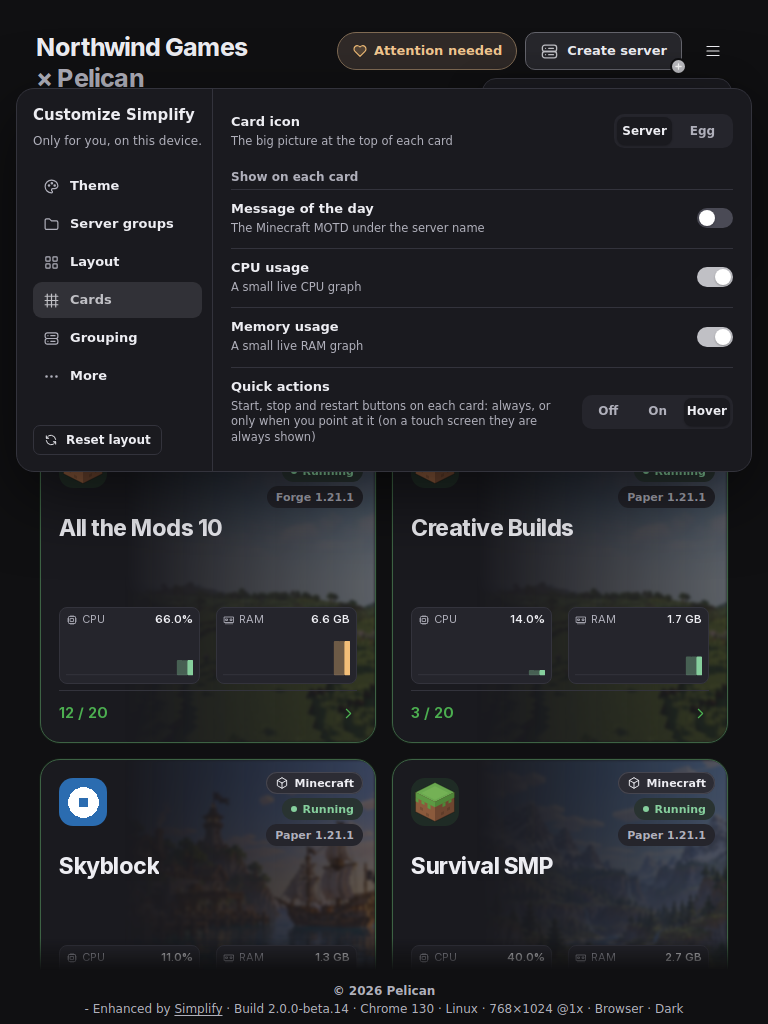 Northwind Games
× Pelican
Attention needed
Create server
Customize Simplify
Only for you, on this device.
Theme
Server groups
Layout
Cards
Grouping
More
Reset layout
Card icon
The big picture at the top of each card
Server
Egg
Show on each card
Message of the day
The Minecraft MOTD under the server name
CPU usage
A small live CPU graph
Memory usage
A small live RAM graph
Quick actions
Start, stop and restart buttons on each card: always, or
only when you point at it (on a touch screen they are
always shown)
Off
On
Hover
Running
Forge 1.21.1
All the Mods 10
CPU
66.0%
RAM
6.6 GB
12 / 20
Running
Paper 1.21.1
Creative Builds
CPU
14.0%
RAM
1.7 GB
3 / 20
Minecraft
Running
Paper 1.21.1
Skyblock
CPU
11.0%
RAM
1.3 GB
Minecraft
Running
Paper 1.21.1
Survival SMP
CPU
40.0%
RAM
2.7 GB
© 2026 Pelican
- Enhanced by Simplify · Build 2.0.0-beta.14 · Chrome 130 · Linux · 768×1024 @1x · Browser · Dark